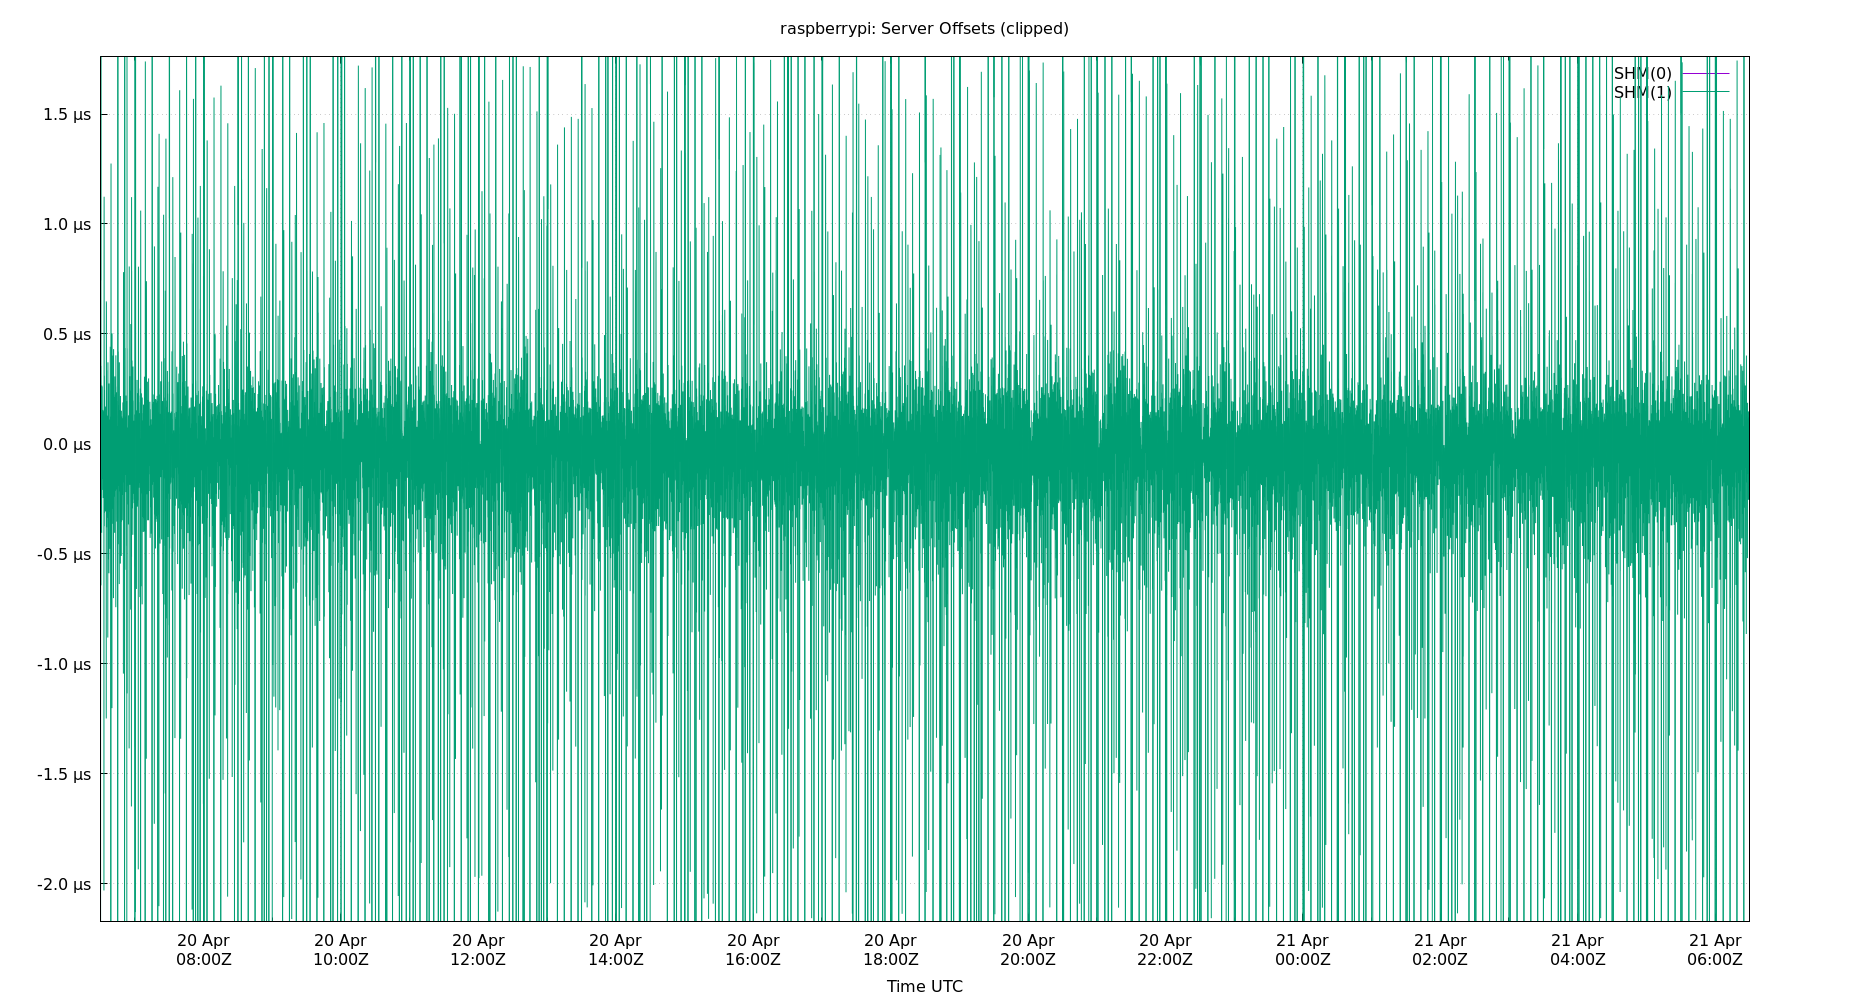 raspberrypi: Server Offsets (clipped)
SHM(0)
SHM(1)
1.5 µs
1.0 µs
0.5 µs
0.0 µs
-0.5 µs
-1.0 µs
-1.5 µs
-2.0 µs
20 Apr 20 Apr 20 Apr 20 Apr 20 Apr 20 Apr 20 Apr 20 Apr 21 Apr 21 Apr 21 Apr 21 Apr
08:00Z 10:00Z 12:00Z 14:00Z 16:00Z 18:00Z 20:00Z 22:00Z 00:00Z 02:00Z 04:00Z 06:00Z
Time UTC